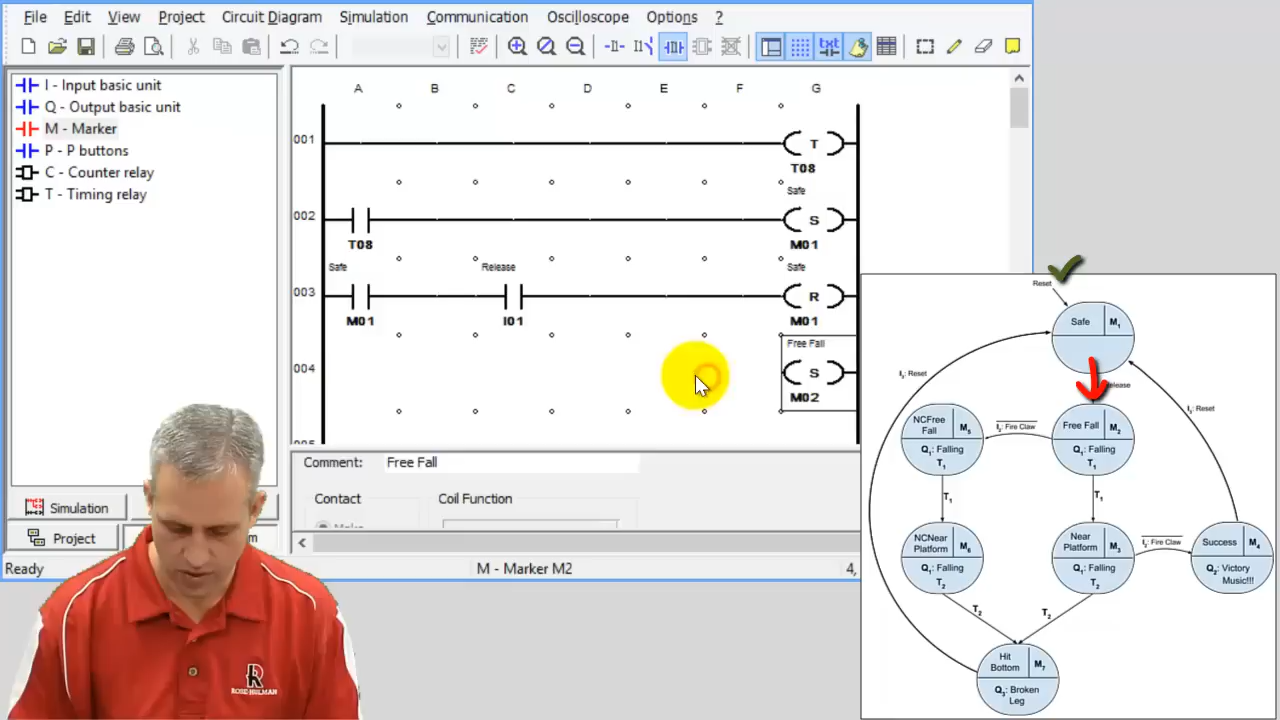 File Edit View Project Circuit Diagram Simulation Communication Oscilloscope Options ?
I - Input basic unit
Q - Output basic unit
M - Marker
P - P buttons
C - Counter relay
T - Timing relay
A B C D E F G
001 T
T08
Safe
002 S
T08 M01
Safe Release Safe
003 R
M01 I01 M01
Free Fall
004 S
M02
Comment: Free Fall
Contact Coil Function
Simulation
Project
Ready M - Marker M2 4,
Reset
Safe M1
I3: Reset
NCFree Fall M5
Q1: Falling
T1
I2: Fire Claw
Free Fall M2
Q1: Falling
T1
I3: Reset
T1
T1
NCNear Platform M6
Q1: Falling
T2
Near Platform M3
Q1: Falling
T2
I2: Fire Claw
Success M4
Q2: Victory
Music!!!
T2
T2
Hit Bottom M7
Q3: Broken
Leg
R
ROSE-HULMAN